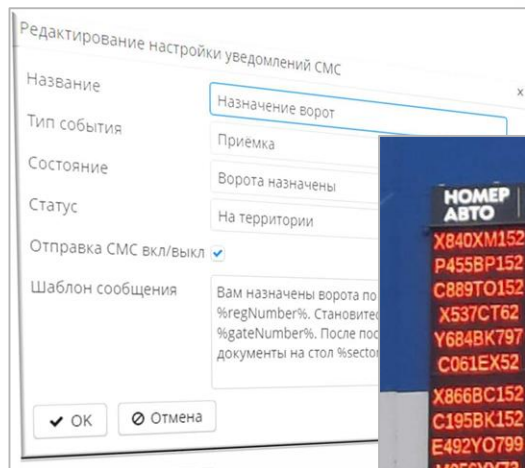 Редактирование настройки уведомлений СМС
x
Название
Назначение ворот
Тип события
Приёмка
Состояние
Ворота назначены
Статус
На территории
Отправка СМС вкл/выкл
Шаблон сообщения
Вам назначены ворота по
%regNumber%. Становитес
%gateNumber%. После пос
документы на стол %sector
OK
Отмена
НОМЕР
АВТО
X840XM152
P455BP152
C889TO152
X537CT62
Y684BK797
C061EX52
X866BC152
C195BK152
E492YO799